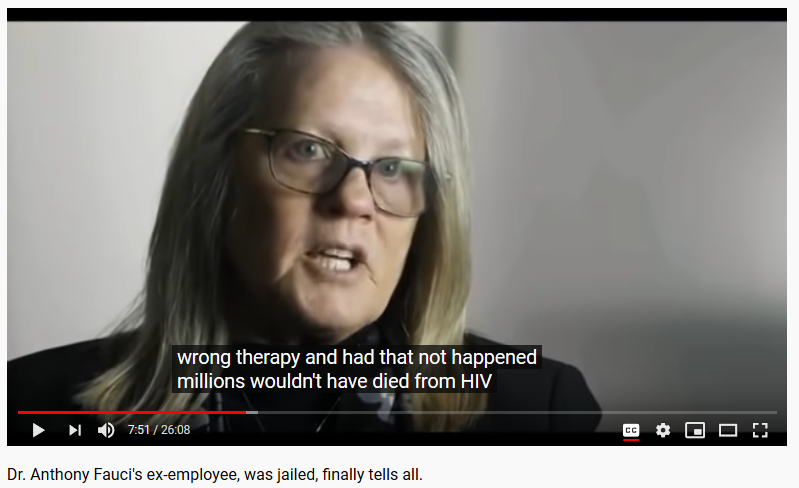 wrong therapy and had that not happened
millions wouldn't have died from HIV
7:51 / 26:08
CC
Dr. Anthony Fauci's ex-employee, was jailed, finally tells all.